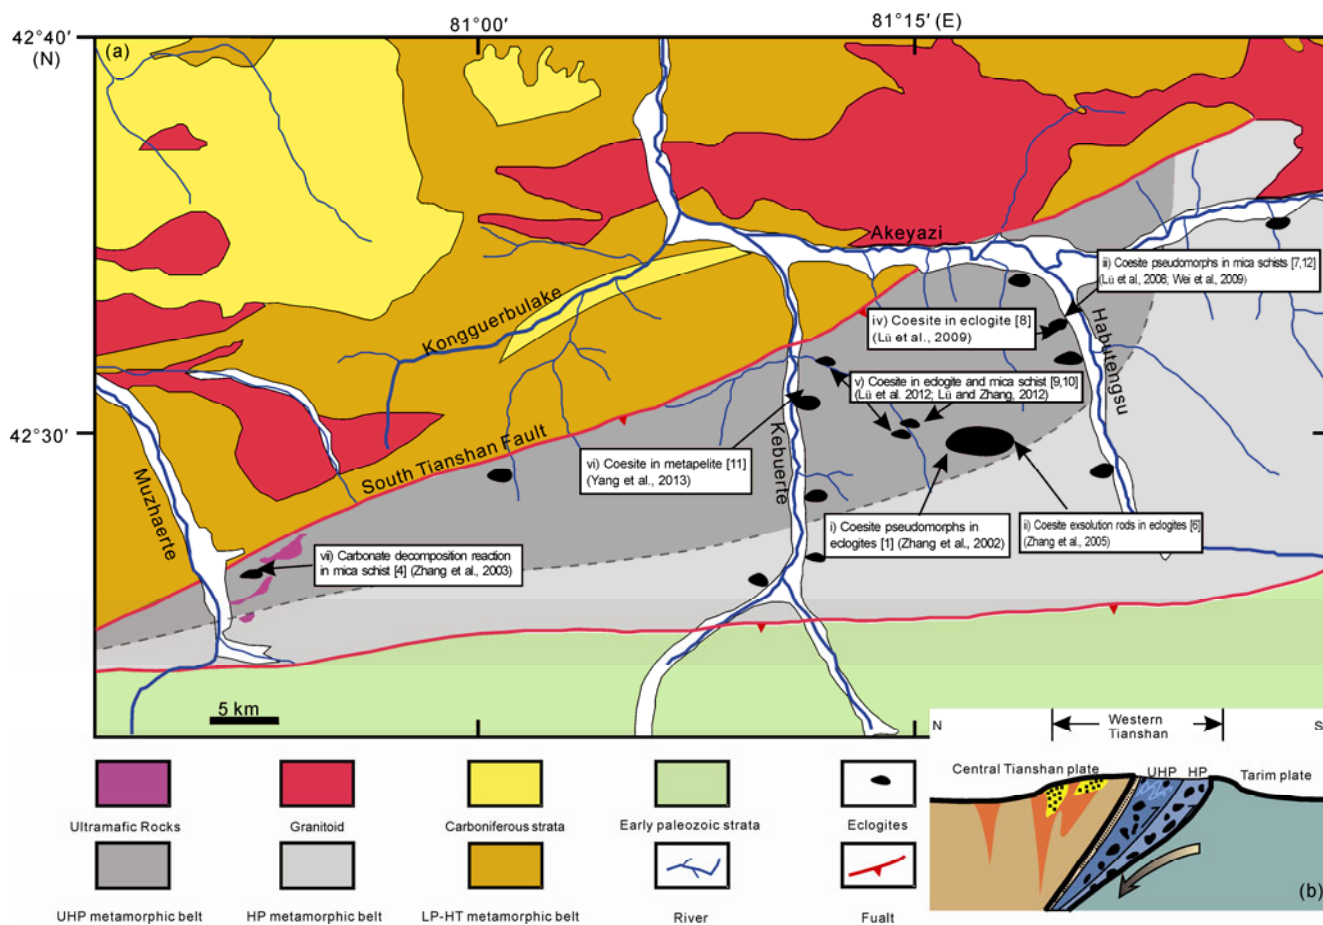 81°00′
81°15′ (E)
42°40′
(N)
(a)
Akeyazi
iii) Coesite pseudomorphs in mica schists [7,12]
(Lü et al., 2008; Wei et al., 2009)
Kongguerbulake
iv) Coesite in eclogite [8]
(Lü et al., 2009)
Habutengsu
v) Coesite in edogite and mica schist [9,10]
(Lü et al. 2012; Lü and Zhang, 2012)
42°30′
South Tianshan Fault
vi) Coesite in metapelite [11]
(Yang et al., 2013)
Kebuerte
Muzhaerte
i) Coesite pseudomorphs in
eclogites [1] (Zhang et al., 2002)
ii) Coesite exsolution rods in eclogites [6]
(Zhang et al., 2005)
vii) Carbonate decomposition reaction
in mica schist [4] (Zhang et al., 2003)
5 km
N
Western
Tianshan
S
Central Tianshan plate
UHP
HP
Tarim plate
(b)
Ultramafic Rocks
Granitoid
Carboniferous strata
Early paleozoic strata
Eclogites
UHP metamorphic belt
HP metamorphic belt
LP-HT metamorphic belt
River
Fualt